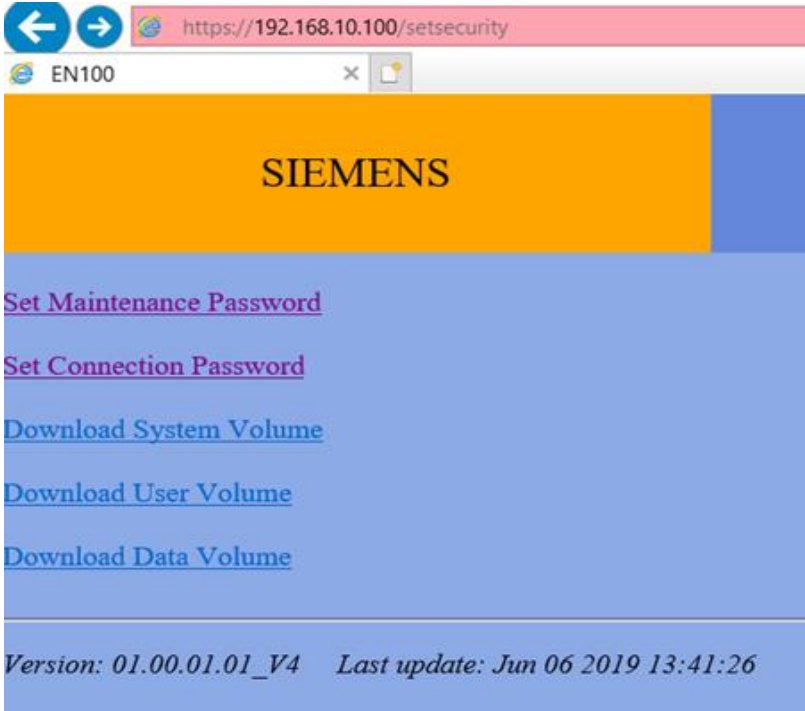 https://192.168.10.100/setsecurity
EN100
SIEMENS
Set Maintenance Password
Set Connection Password
Download System Volume
Download User Volume
Download Data Volume
Version: 01.00.01.01_V4 Last update: Jun 06 2019 13:41:26